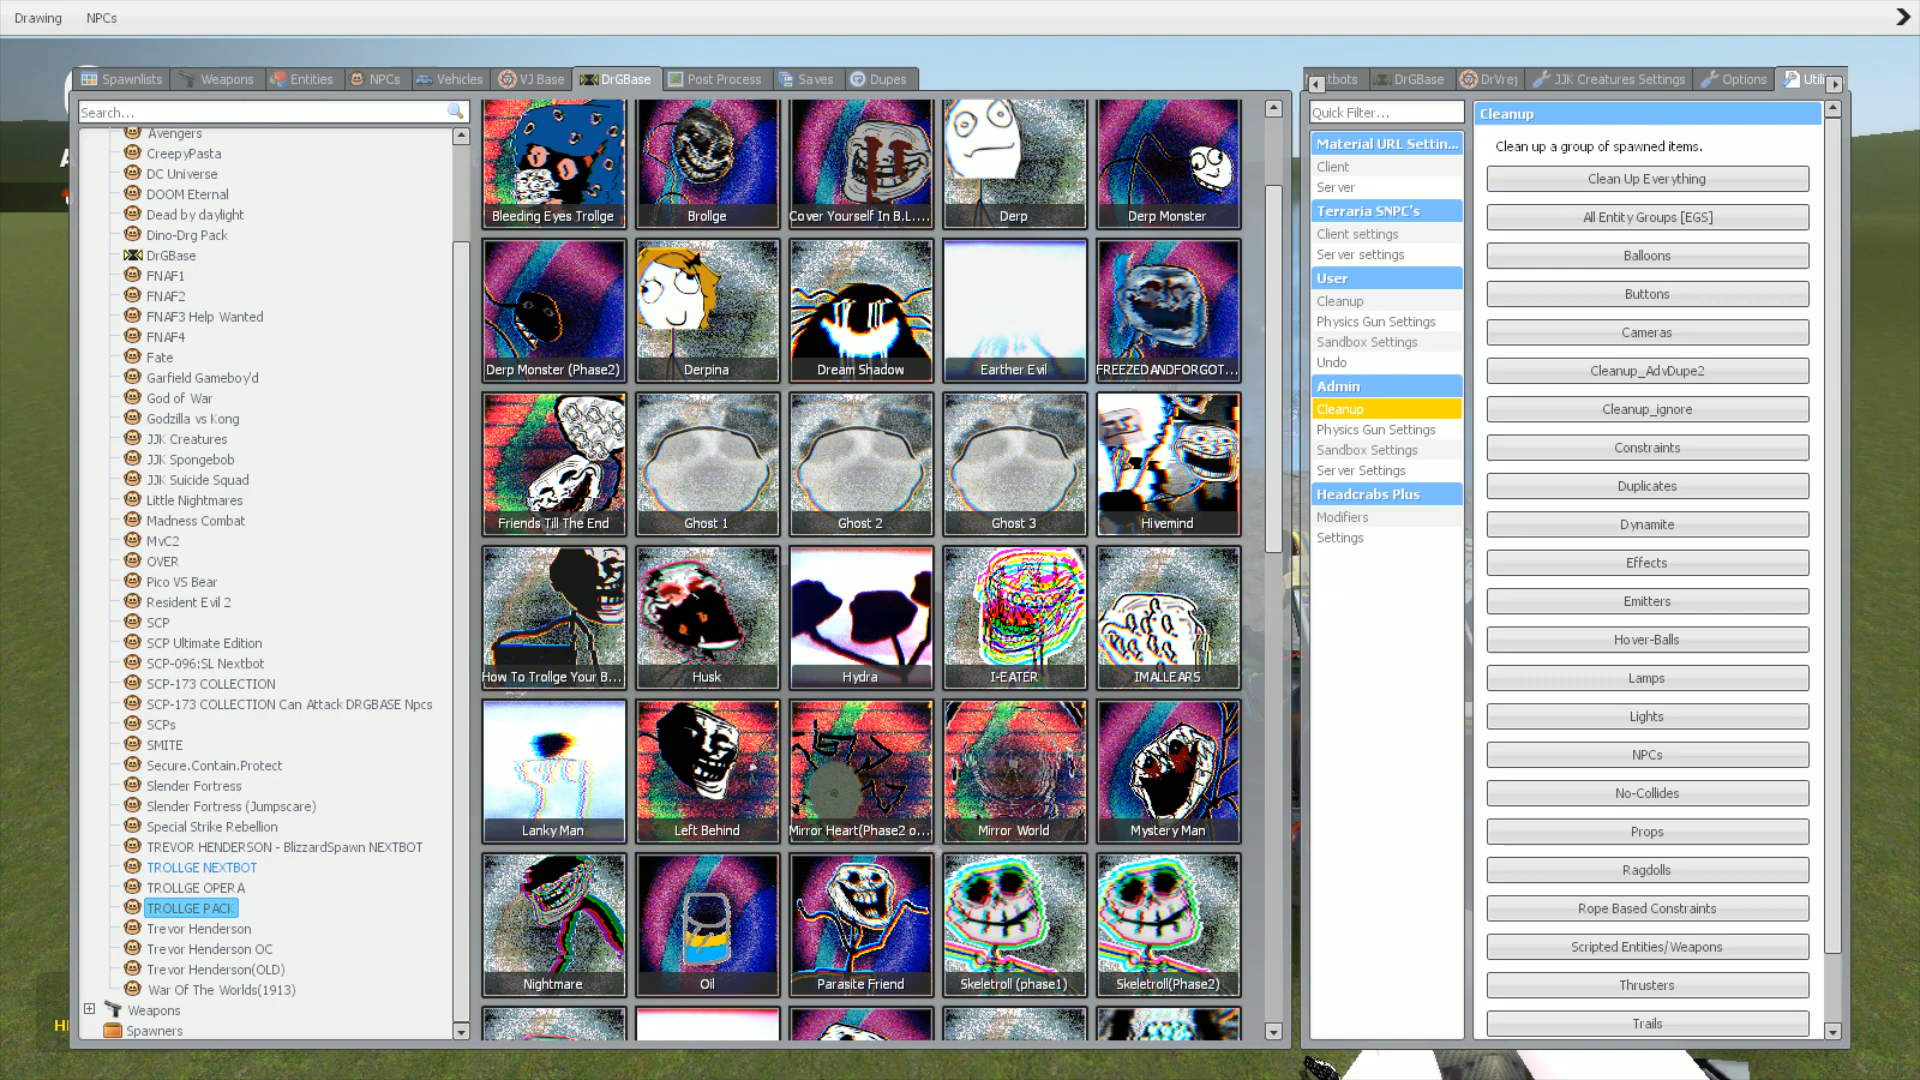 Drawing NPCs
Spawnlists Weapons Entities NPCs Vehicles VJ Base DrGBase Post Process Saves Dupes
Search...
Avengers
CreepyPasta
DC Universe
DOOM Eternal
Dead by daylight
Dino-Drg Pack
DrGBase
FNAF1
FNAF2
FNAF3 Help Wanted
FNAF4
Fate
Garfield Gameboy'd
God of War
Godzilla vs Kong
JJK Creatures
JJK Spongebob
JJK Suicide Squad
Little Nightmares
Madness Combat
MvC2
OVER
Pico VS Bear
Resident Evil 2
SCP
SCP Ultimate Edition
SCP-096:SL Nextbot
SCP-173 COLLECTION
SCP-173 COLLECTION Can Attack DRGBASE Npcs
SCPs
SMITE
Secure.Contain.Protect
Slender Fortress
Slender Fortress (Jumpscare)
Special Strike Rebellion
TREVOR HENDERSON - BlizzardSpawn NEXTBOT
TROLLGE NEXTBOT
TROLLGE OPERA
TROLLGE PACK
Trevor Henderson
Trevor Henderson OC
Trevor Henderson(OLD)
War Of The Worlds(1913)
Weapons
Spawners
Bleeding Eyes Trollge Brollge Cover Yourself In B.L.... Derp Derp Monster
Derp Monster (Phase2) Derpina Dream Shadow Earther Evil FREEZEDANDFORGOT...
Friends Till The End Ghost 1 Ghost 2 Ghost 3 Hivemind
How To Trollge Your B... Husk Hydra I-EATER IMALLEARS
Lanky Man Left Behind Mirror Heart(Phase2 o... Mirror World Mystery Man
Nightmare Oil Parasite Friend Skeletroll (phase1) Skeletroll(Phase2)
DrGBase DrVrej JJK Creatures Settings Options
Quick Filter...
Material URL Settin...
Client
Server
Terraria SNPC's
Client settings
Server settings
User
Cleanup
Physics Gun Settings
Sandbox Settings
Undo
Admin
Cleanup
Physics Gun Settings
Sandbox Settings
Server Settings
Headcrabs Plus
Modifiers
Settings
Cleanup
Clean up a group of spawned items.
Clean Up Everything
All Entity Groups [EGS]
Balloons
Buttons
Cameras
Cleanup_AdvDupe2
Cleanup_ignore
Constraints
Duplicates
Dynamite
Effects
Emitters
Hover-Balls
Lamps
Lights
NPCs
No-Collides
Props
Ragdolls
Rope Based Constraints
Scripted Entities/Weapons
Thrusters
Trails